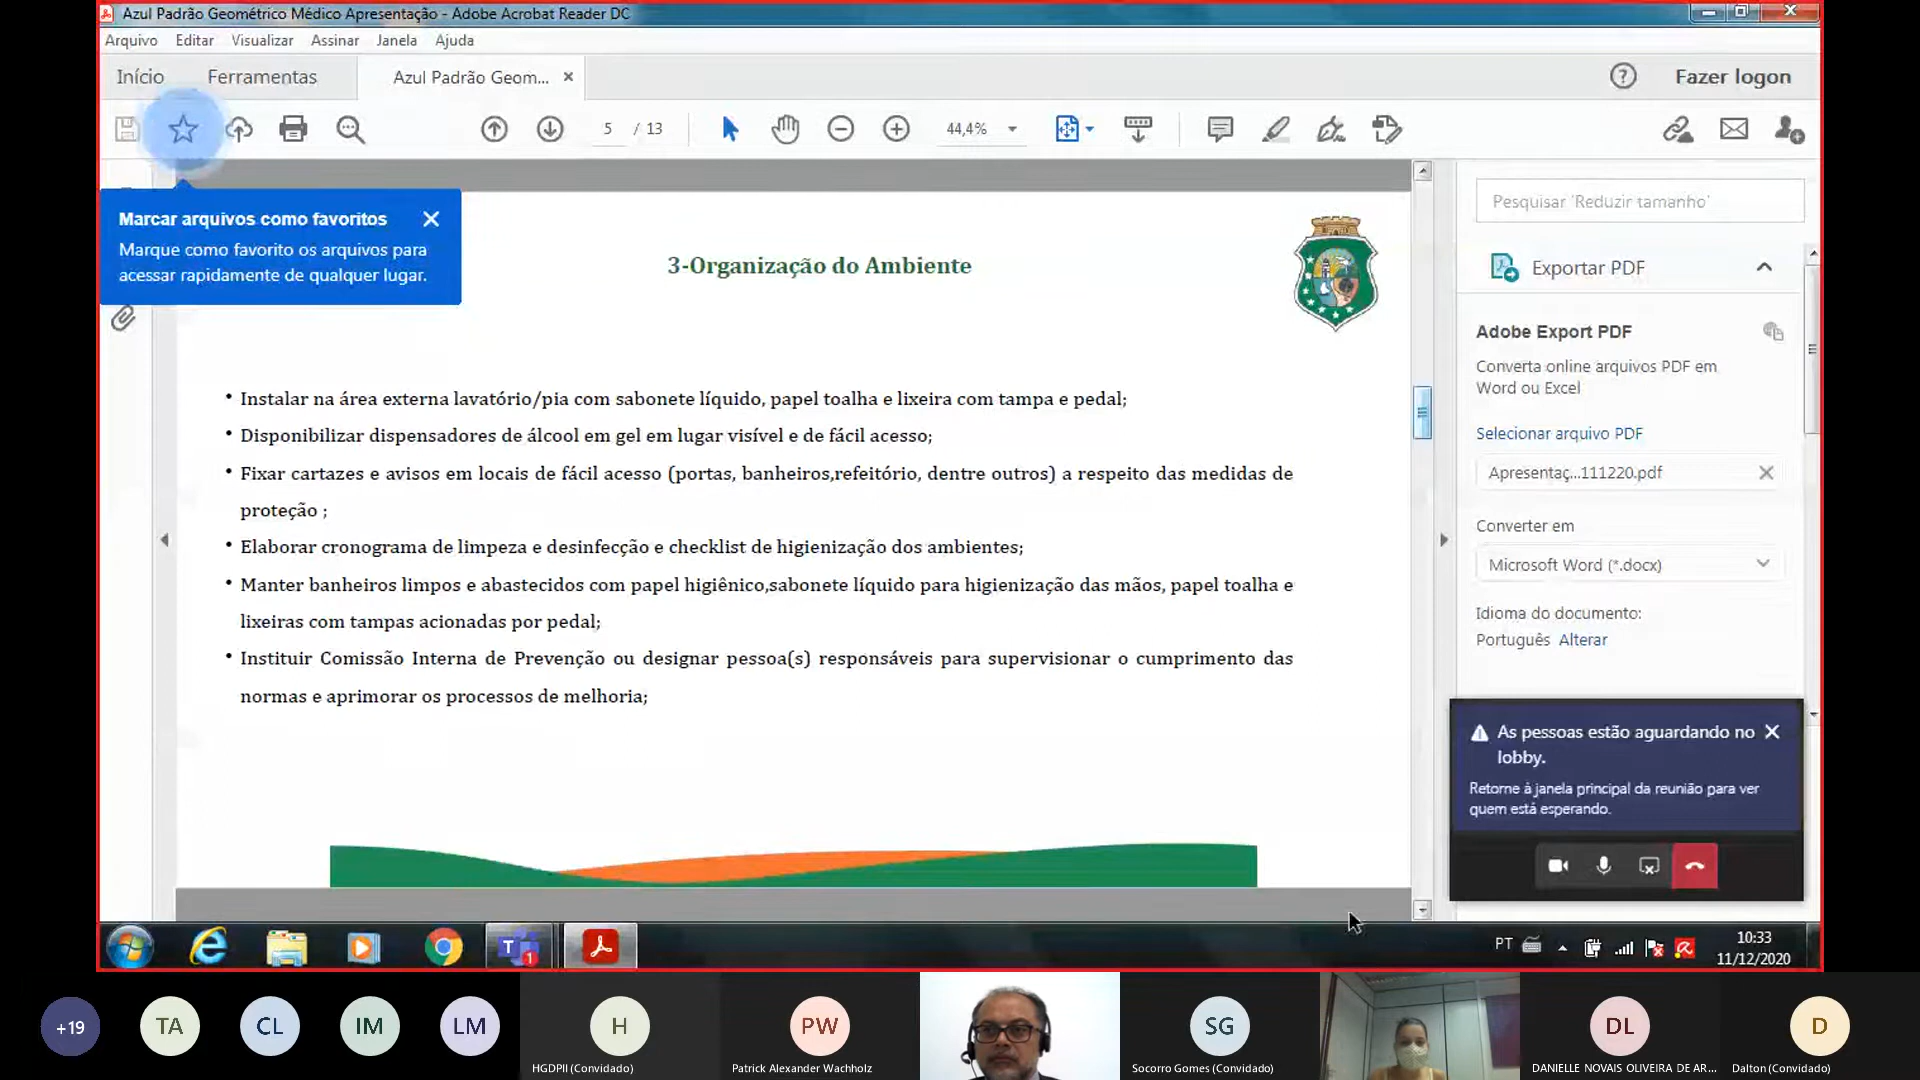 Azul Padrão Geométrico Médico Apresentação - Adobe Acrobat Reader DC
Arquivo Editar Visualizar Assinar Janela Ajuda
Início Ferramentas Azul Padrão Geom... Fazer logon
5 / 13 44,4%
Marcar arquivos como favoritos
Marque como favorito os arquivos para
acessar rapidamente de qualquer lugar.
3-Organização do Ambiente
• Instalar na área externa lavatório/pia com sabonete líquido, papel toalha e lixeira com tampa e pedal;
• Disponibilizar dispensadores de álcool em gel em lugar visível e de fácil acesso;
• Fixar cartazes e avisos em locais de fácil acesso (portas, banheiros,refeitório, dentre outros) a respeito das medidas de
proteção ;
• Elaborar cronograma de limpeza e desinfecção e checklist de higienização dos ambientes;
• Manter banheiros limpos e abastecidos com papel higiênico,sabonete líquido para higienização das mãos, papel toalha e
lixeiras com tampas acionadas por pedal;
• Instituir Comissão Interna de Prevenção ou designar pessoa(s) responsáveis para supervisionar o cumprimento das
normas e aprimorar os processos de melhoria;
Pesquisar 'Reduzir tamanho'
Exportar PDF
Adobe Export PDF
Converta online arquivos PDF em
Word ou Excel
Selecionar arquivo PDF
Apresentaç...111220.pdf
Converter em
Microsoft Word (*.docx)
Idioma do documento:
Português Alterar
As pessoas estão aguardando no
lobby.
Retorne à janela principal da reunião para ver
quem está esperando.
T 1
PT
10:33
11/12/2020
+19 TA CL IM LM H PW SG DL D
HGDPII (Convidado) Patrick Alexander Wachholz Socorro Gomes (Convidado) DANIELLE NOVAIS OLIVEIRA DE AR... Dalton (Convidado)